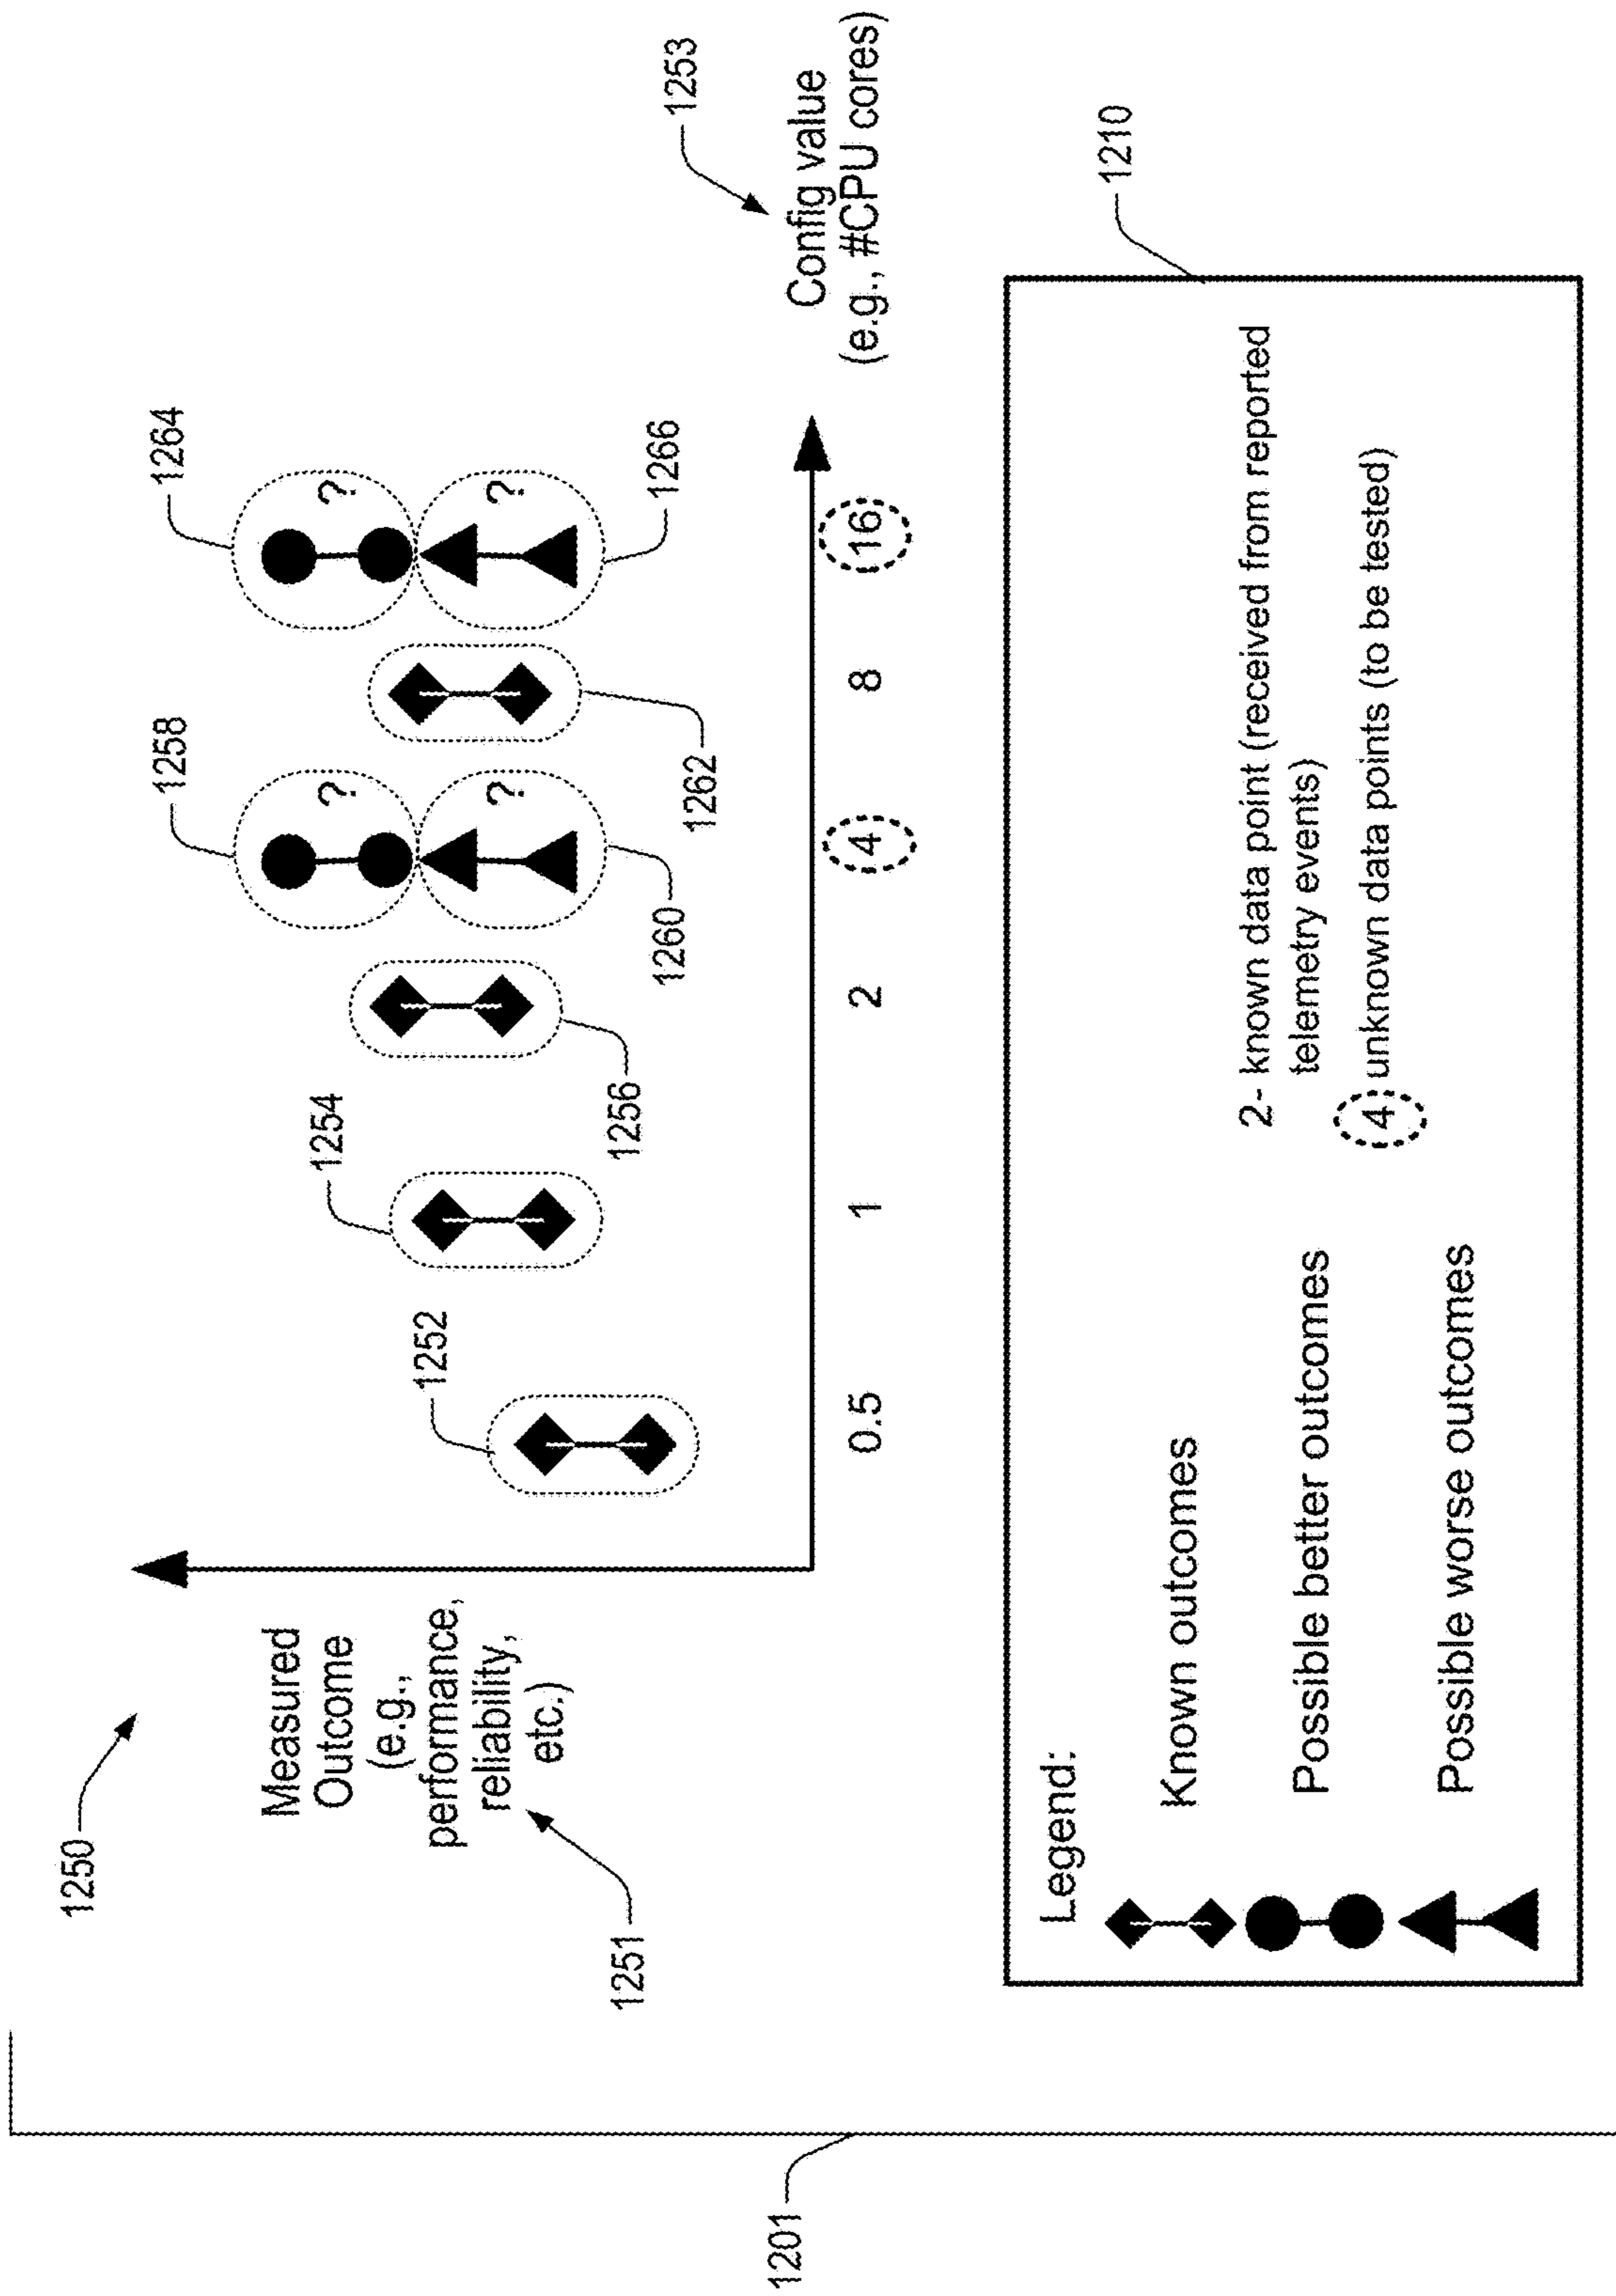 1250
Measured
Outcome
(e.g.,
performance,
reliability,
etc.)
1251
1252
1254
1256
1258
?
?
1260
1262
1264
?
?
1266
0.5
1
2
4
8
16
1253
Config value
(e.g., #CPU cores)
1201
1210
Legend:
Known outcomes
Possible better outcomes
Possible worse outcomes
2- known data point (received from reported
telemetry events)
4 unknown data points (to be tested)